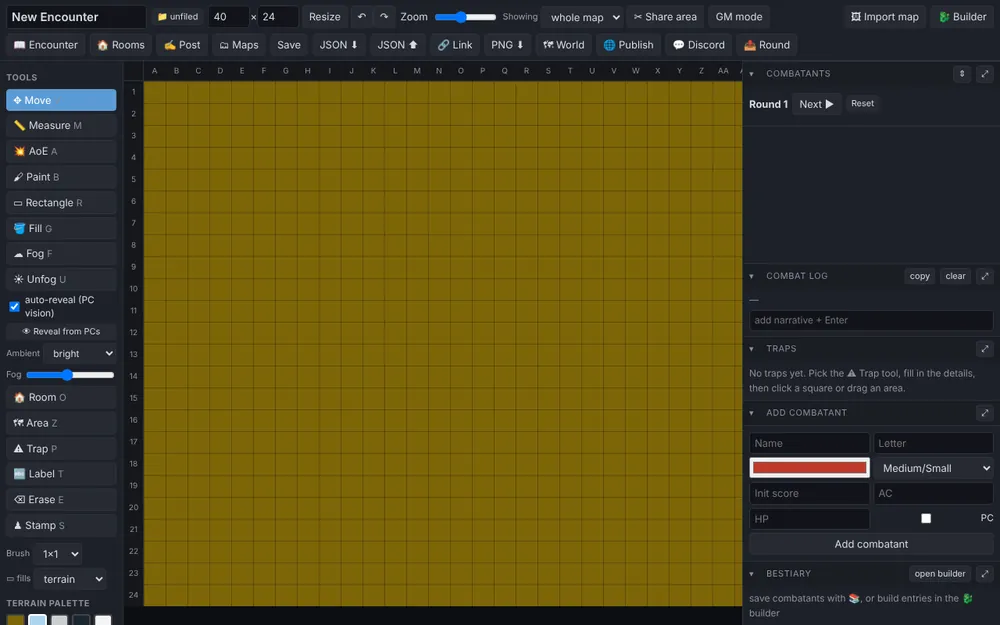 New Encounter 📁 unfiled 40 × 24 Resize ↶ ↷ Zoom Showing whole map ✂ Share area GM mode 🖼 Import map 🐉 Builder
📖 Encounter 🏠 Rooms ✍ Post 🗂 Maps Save JSON ⬇ JSON ⬆ 🔗 Link PNG ⬇ 🗺 World 🌐 Publish 💬 Discord 📤 Round
TOOLS
✥ Move
📏 Measure M
💥 AoE A
🖌 Paint B
▭ Rectangle R
🪣 Fill G
☁ Fog F
☀ Unfog U
auto-reveal (PC
vision)
👁 Reveal from PCs
Ambient bright
Fog
🏠 Room O
🗺 Area Z
⚠ Trap P
🔤 Label T
⌫ Erase E
♟ Stamp S
Brush 1×1
▭ fills terrain
TERRAIN PALETTE
A B C D E F G H I J K L M N O P Q R S T U V W X Y Z AA
1
2
3
4
5
6
7
8
9
10
11
12
13
14
15
16
17
18
19
20
21
22
23
24
▾ COMBATANTS
Round 1 Next ▶ Reset
▾ COMBAT LOG copy clear
—
add narrative + Enter
▾ TRAPS
No traps yet. Pick the ⚠ Trap tool, fill in the details,
then click a square or drag an area.
▾ ADD COMBATANT
Name Letter
Medium/Small
Init score AC
HP PC
Add combatant
▾ BESTIARY open builder
save combatants with 📚, or build entries in the 🐉
builder